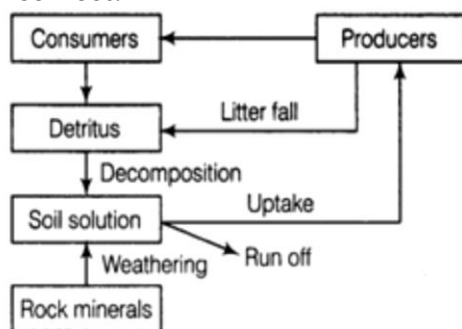 Consumers
Producers
Litter fall
Detritus
Decomposition
Uptake
Soil solution
Run off
Weathering
Rock minerals